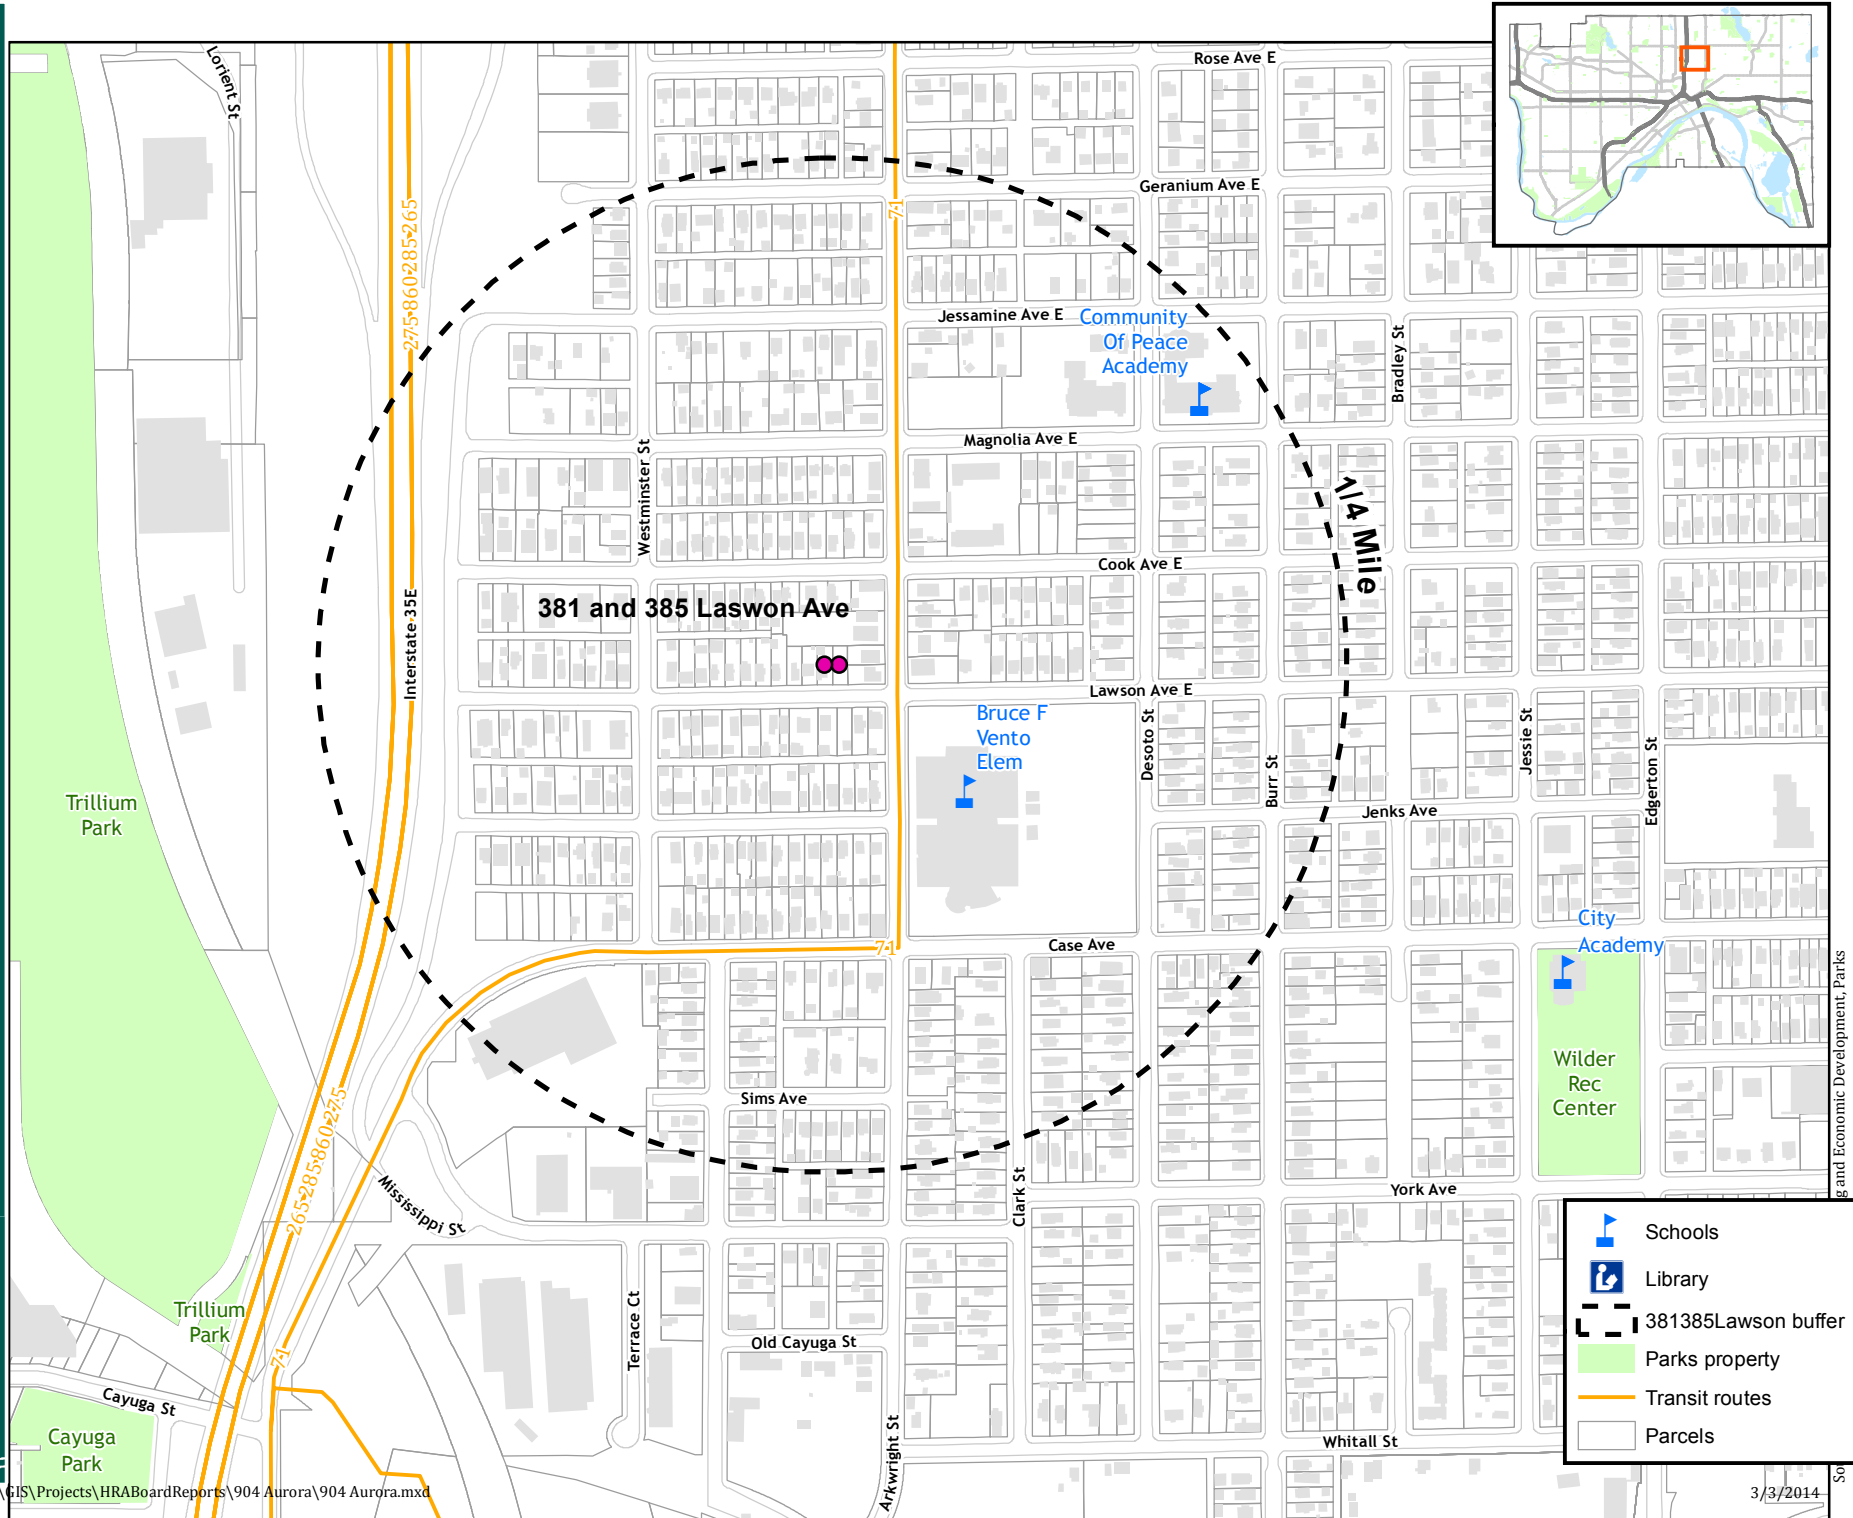 Rose Ave E
Lorient St
Geranium Ave E
275-860-285-265
71
Jessamine Ave E
Community
Of Peace
Academy
Bradley St
Magnolia Ave E
Westminster St
1/4 Mile
Cook Ave E
381 and 385 Laswon Ave
Interstate 35E
Lawson Ave E
Bruce F
Vento
Elem
Desoto St
Burr St
Jessie St
Edgerton St
Jenks Ave
Trillium
Park
City
Academy
71
Case Ave
Wilder
Rec
Center
Sims Ave
265-285-860-275
Mississippi St
Clark St
York Ave
Trillium
Park
71
Terrace Ct
Old Cayuga St
Cayuga St
Cayuga
Park
Arkwright St
Whitall St
Schools
Library
381385Lawson buffer
Parks property
Transit routes
Parcels
\GIS\Projects\HRABoardReports\904 Aurora\904 Aurora.mxd
3/3/2014
and Economic Development, Parks